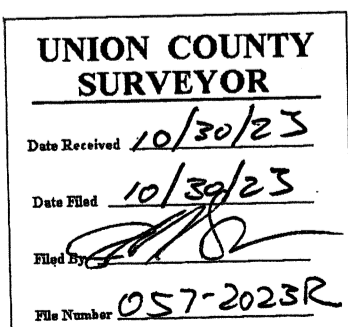 UNION COUNTY
SURVEYOR
Date Received 10/30/23
Date Filed 10/30/23
Filed By
File Number 057-2023R